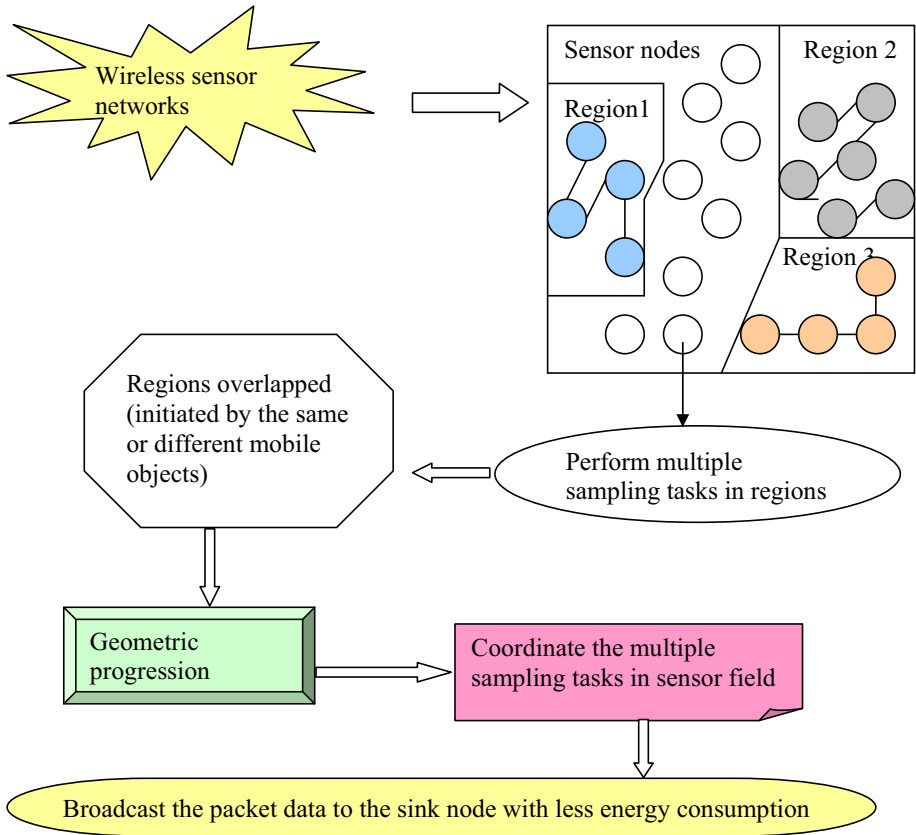 Wireless sensor
networks
Sensor nodes
Region 2
Region1
Region 3
Regions overlapped
(initiated by the same
or different mobile
objects)
Perform multiple
sampling tasks in regions
Geometric
progression
Coordinate the multiple
sampling tasks in sensor field
Broadcast the packet data to the sink node with less energy consumption